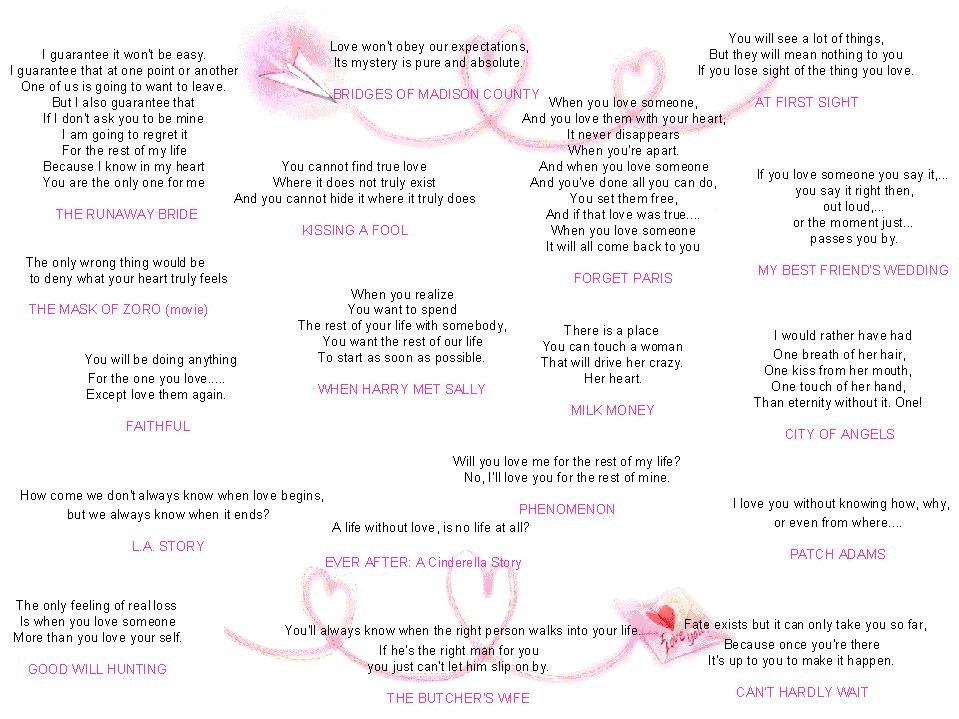 I guarantee it won't be easy.
I guarantee that at one point or another
One of us is going to want to leave.
But I also guarantee that
If I don't ask you to be mine
I am going to regret it
For the rest of my life
Because I know in my heart
You are the only one for me
THE RUNAWAY BRIDE
Love won't obey our expectations,
Its mystery is pure and absolute.
BRIDGES OF MADISON COUNTY
You will see a lot of things,
But they will mean nothing to you
If you lose sight of the thing you love.
AT FIRST SIGHT
When you love someone,
And you love them with your heart,
It never disappears
When you're apart.
And when you love someone
And you've done all you can do,
You set them free,
And if that love was true....
When you love someone
It will all come back to you
FORGET PARIS
You cannot find true love
Where it does not truly exist
And you cannot hide it where it truly does
KISSING A FOOL
If you love someone you say it,...
you say it right then,
out loud,...
or the moment just...
passes you by.
MY BEST FRIEND'S WEDDING
The only wrong thing would be
to deny what your heart truly feels
THE MASK OF ZORO (movie)
When you realize
You want to spend
The rest of your life with somebody,
You want the rest of our life
To start as soon as possible.
WHEN HARRY MET SALLY
There is a place
You can touch a woman
That will drive her crazy.
Her heart.
MILK MONEY
I would rather have had
One breath of her hair,
One kiss from her mouth,
One touch of her hand,
Than eternity without it. One!
CITY OF ANGELS
You will be doing anything
For the one you love.....
Except love them again.
FAITHFUL
Will you love me for the rest of my life?
No, I'll love you for the rest of mine.
PHENOMENON
How come we don't always know when love begins,
but we always know when it ends?
L.A. STORY
A life without love, is no life at all?
EVER AFTER: A Cinderella Story
I love you without knowing how, why,
or even from where....
PATCH ADAMS
The only feeling of real loss
Is when you love someone
More than you love your self.
GOOD WILL HUNTING
You'll always know when the right person walks into your life..
If he's the right man for you
you just can't let him slip on by.
THE BUTCHER'S WIFE
I Love you!
Fate exists but it can only take you so far,
Because once you're there
It's up to you to make it happen.
CAN'T HARDLY WAIT